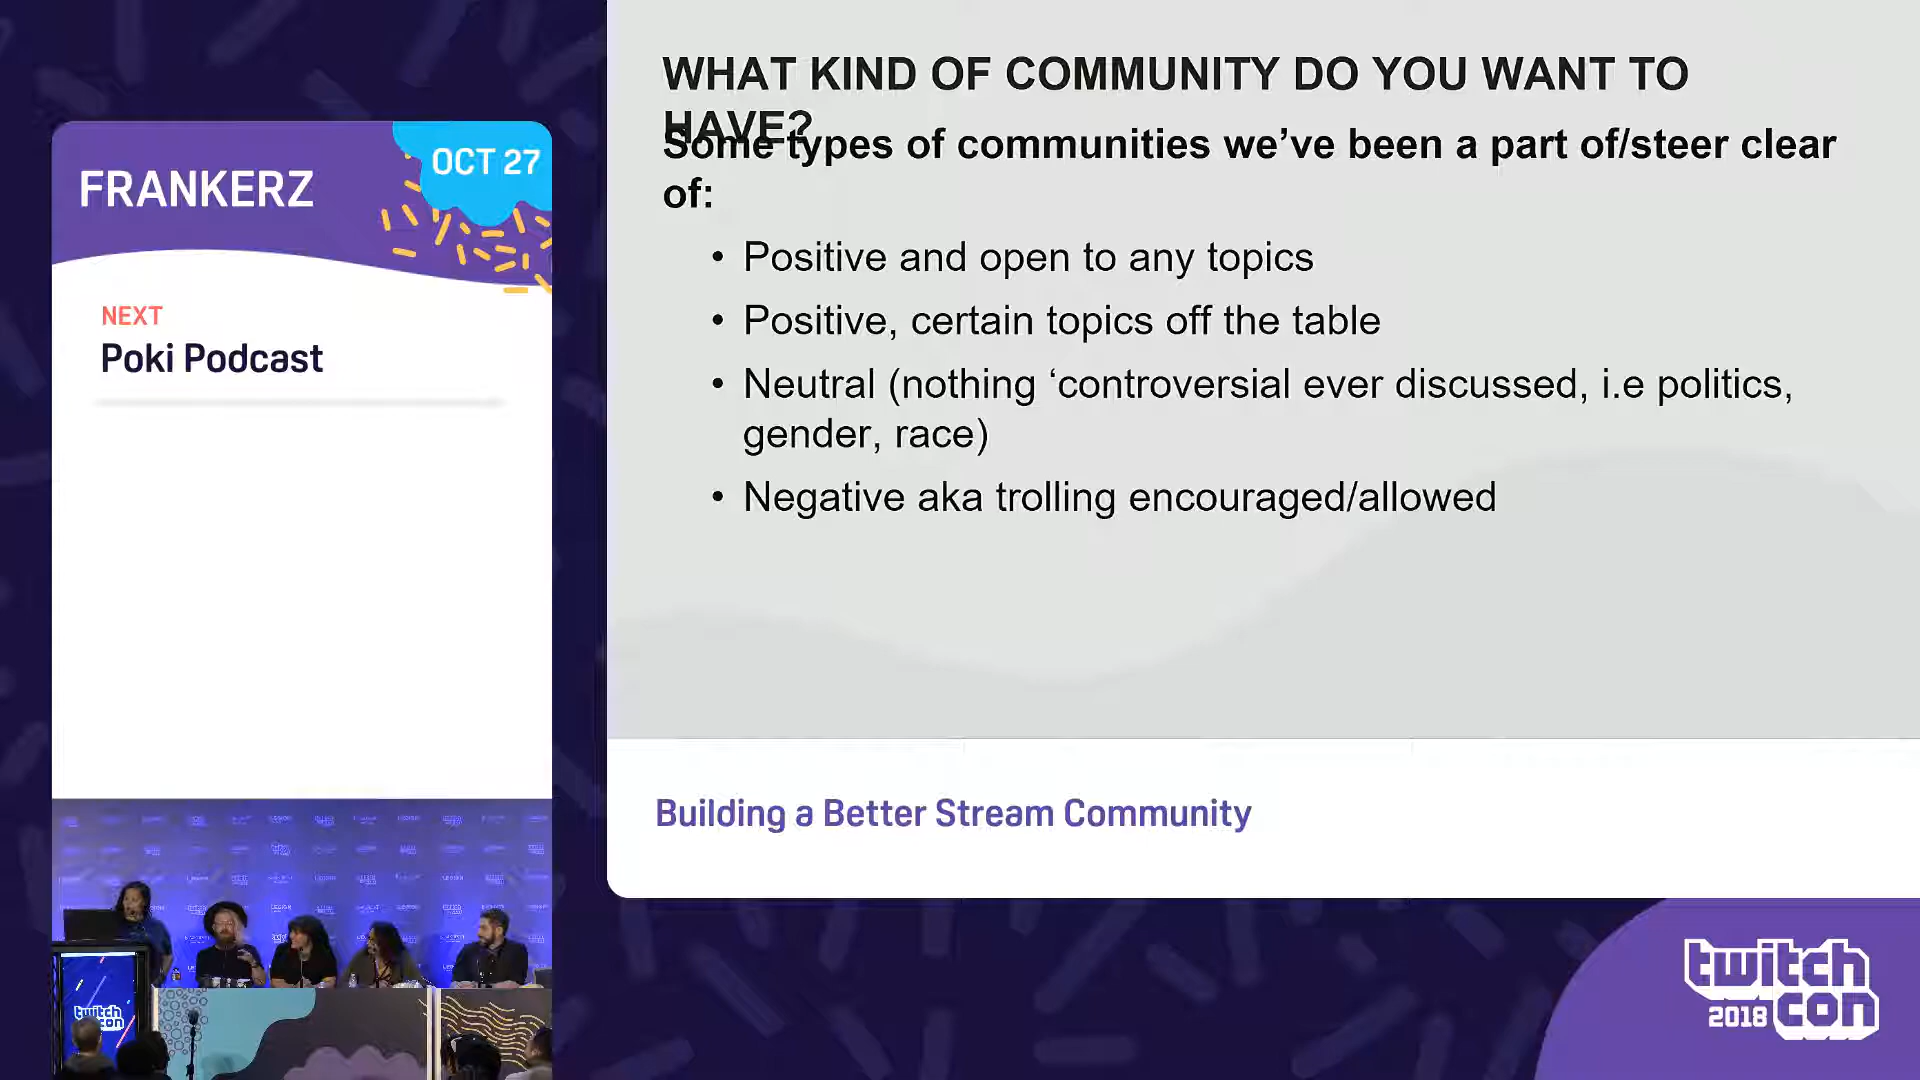 FRANKERZ
OCT 27
NEXT
Poki Podcast
WHAT KIND OF COMMUNITY DO YOU WANT TO
HAVE?
Some types of communities we’ve been a part of/steer clear
of:
• Positive and open to any topics
• Positive, certain topics off the table
• Neutral (nothing ‘controversial ever discussed, i.e politics,
gender, race)
• Negative aka trolling encouraged/allowed
Building a Better Stream Community
twitch
con
twitch
2018 con